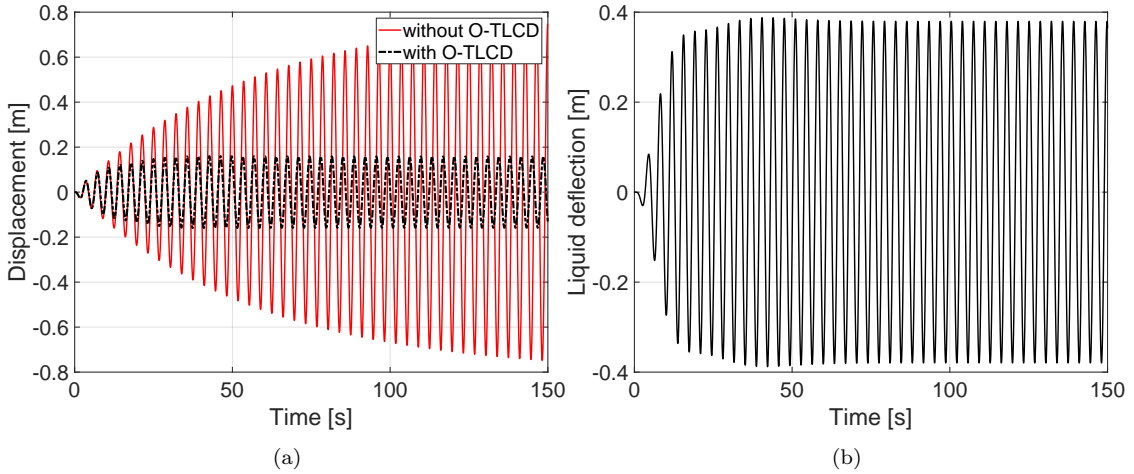 0.8
0.6
0.4
0.2
0
-0.2
-0.4
-0.6
-0.8
Displacement [m]
without O-TLCD
with O-TLCD
0
50
100
150
Time [s]
(a)
0.4
0.2
0
-0.2
-0.4
Liquid deflection [m]
0
50
100
150
Time [s]
(b)